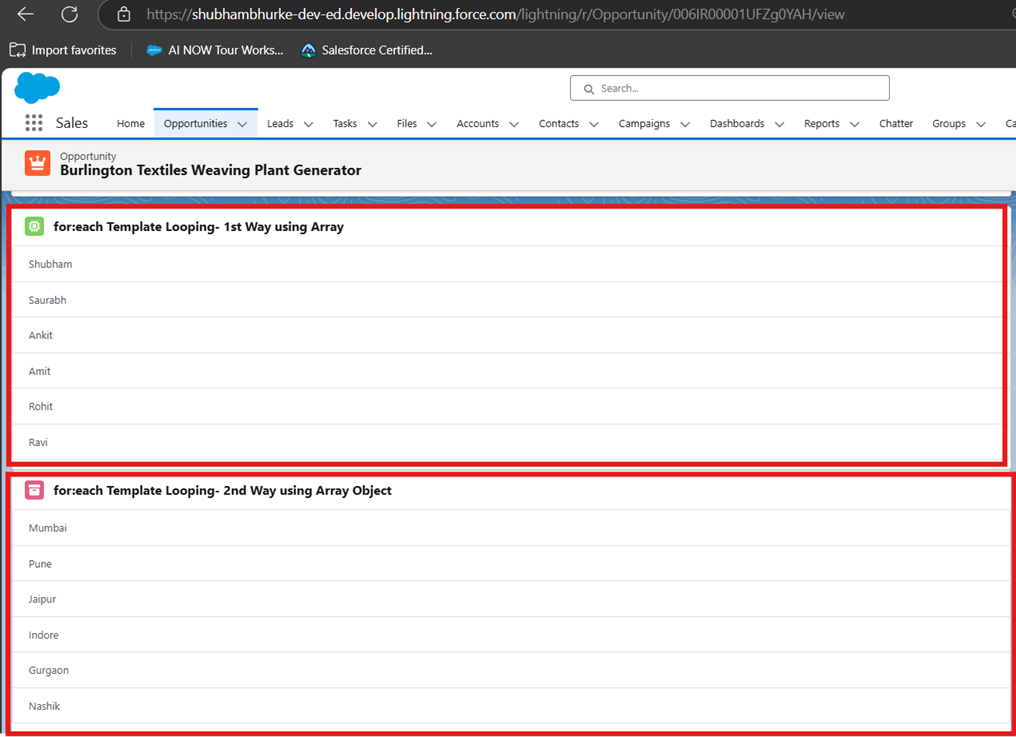 https://shubhambhurke-dev-ed.develop.lightning.force.com/lightning/r/Opportunity/006IR00001UFZg0YAH/view
Import favorites AI NOW Tour Works... Salesforce Certified...
Search...
Sales Home Opportunities Leads Tasks Files Accounts Contacts Campaigns Dashboards Reports Chatter Groups Ca
Opportunity
Burlington Textiles Weaving Plant Generator
for:each Template Looping- 1st Way using Array
Shubham
Saurabh
Ankit
Amit
Rohit
Ravi
for:each Template Looping- 2nd Way using Array Object
Mumbai
Pune
Jaipur
Indore
Gurgaon
Nashik